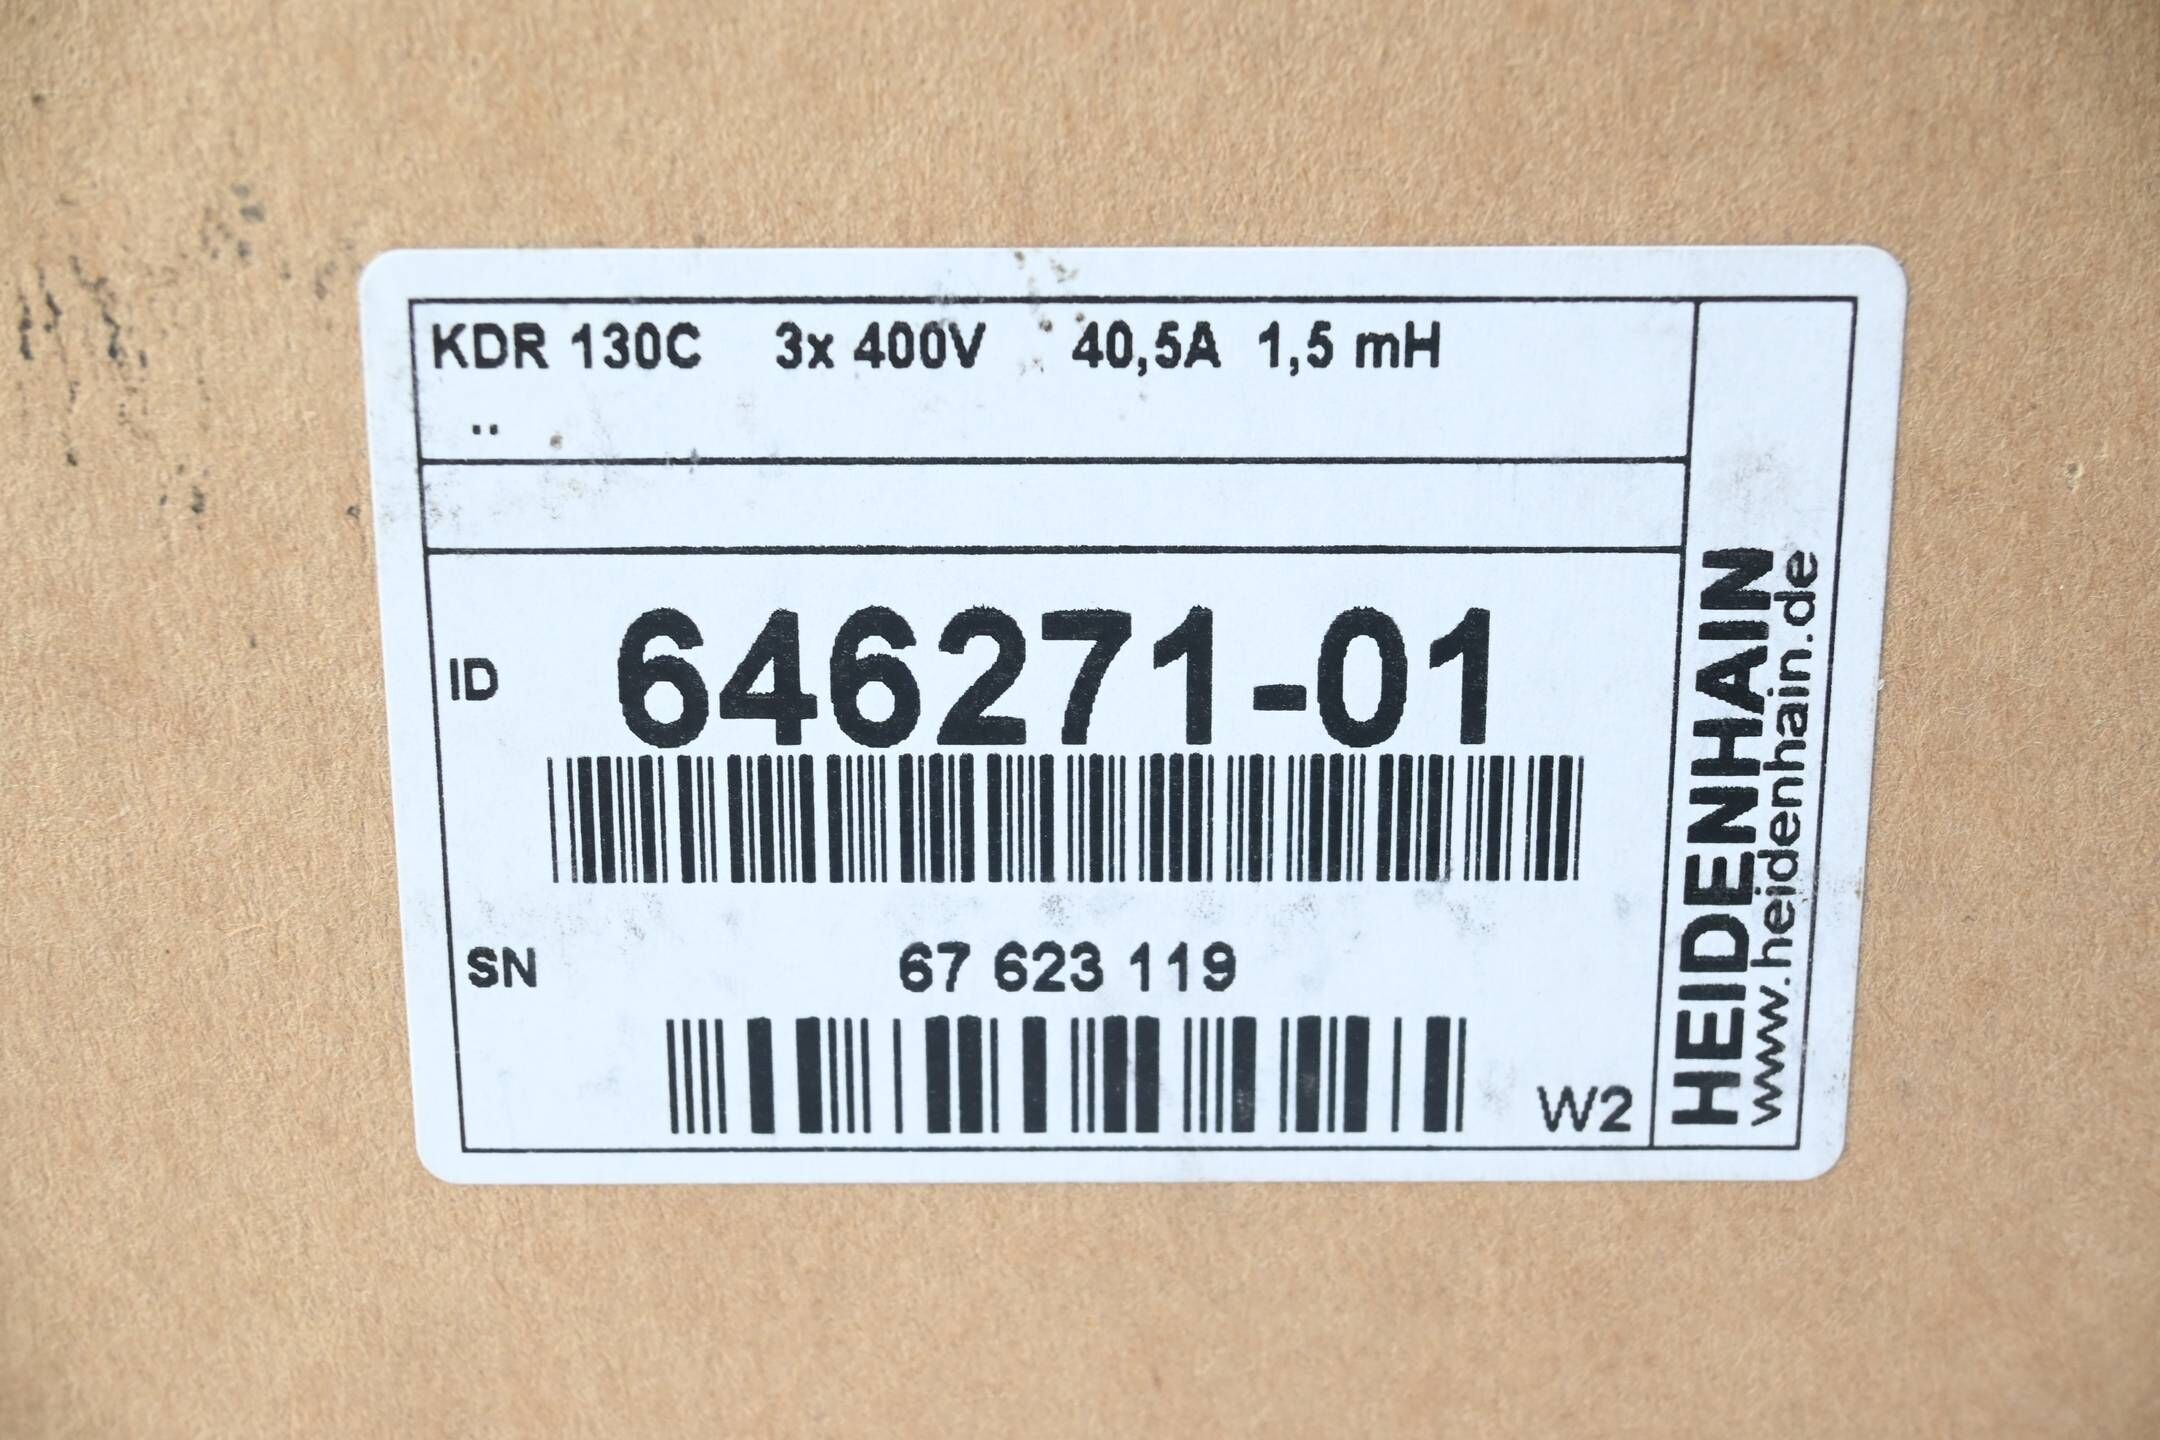 KDR 130C 3x 400V 40,5A 1,5 mH
..
ID 646271-01
SN 67 623 119
W2
HEIDENHAIN
www.heidenhain.de